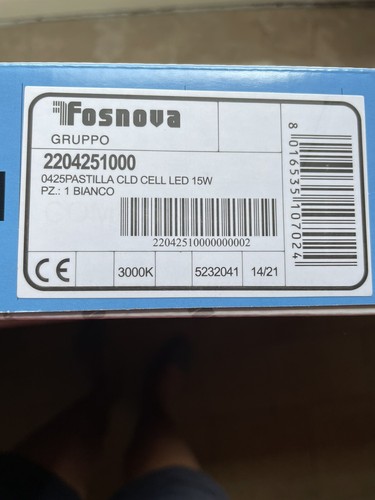 Fosnova
GRUPPO
2204251000
0425PASTILLA CLD CELL LED 15W
PZ.: 1 BIANCO
22042510000000002
CE 3000K 5232041 14/21
8016535107024